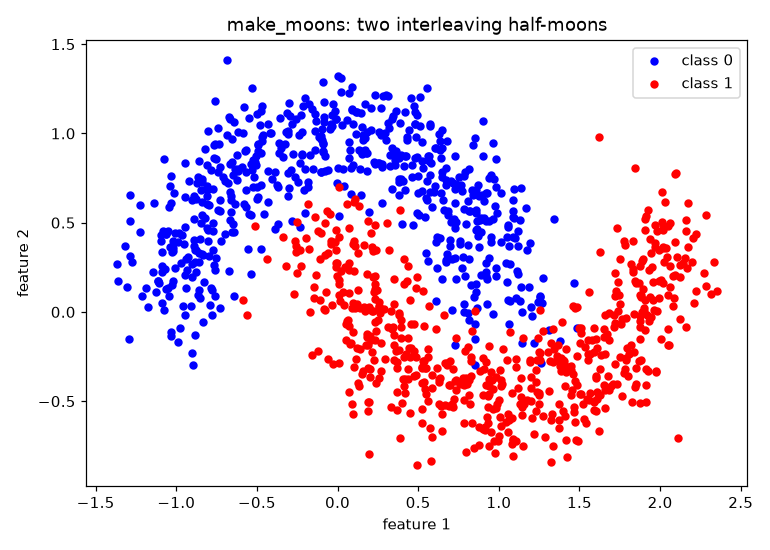 make_moons: two interleaving half-moons
class 0
class 1
1.5
1.0
0.5
0.0
−0.5
feature 2
−1.5
−1.0
−0.5
0.0
0.5
1.0
1.5
2.0
2.5
feature 1